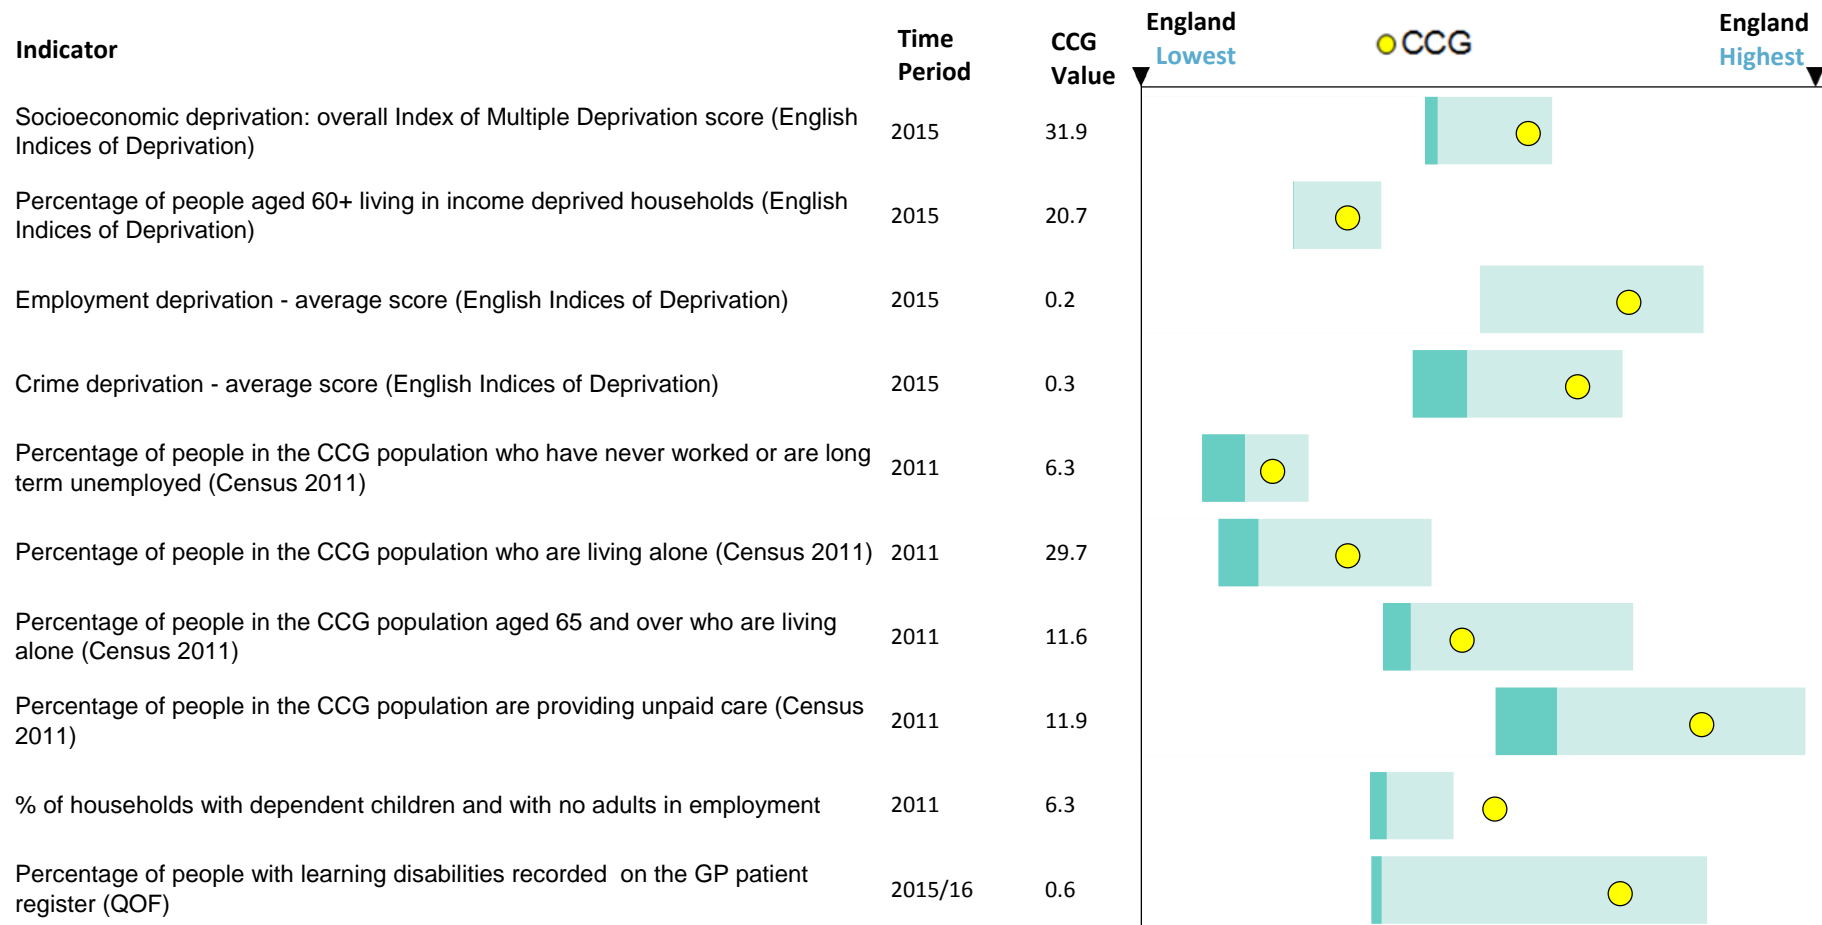 Indicator
Time
Period
CCG
Value
England
Lowest
CCG
England
Highest
Socioeconomic deprivation: overall Index of Multiple Deprivation score (English
Indices of Deprivation)
2015
31.9
Percentage of people aged 60+ living in income deprived households (English
Indices of Deprivation)
2015
20.7
Employment deprivation - average score (English Indices of Deprivation)
2015
0.2
Crime deprivation - average score (English Indices of Deprivation)
2015
0.3
Percentage of people in the CCG population who have never worked or are long
term unemployed (Census 2011)
2011
6.3
Percentage of people in the CCG population who are living alone (Census 2011)
2011
29.7
Percentage of people in the CCG population aged 65 and over who are living
alone (Census 2011)
2011
11.6
Percentage of people in the CCG population are providing unpaid care (Census
2011)
2011
11.9
% of households with dependent children and with no adults in employment
2011
6.3
Percentage of people with learning disabilities recorded  on the GP patient
register (QOF)
2015/16
0.6